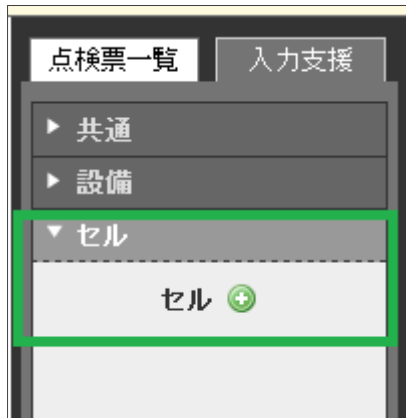 点検票一覧 入力支援
共通
設備
セル
セル